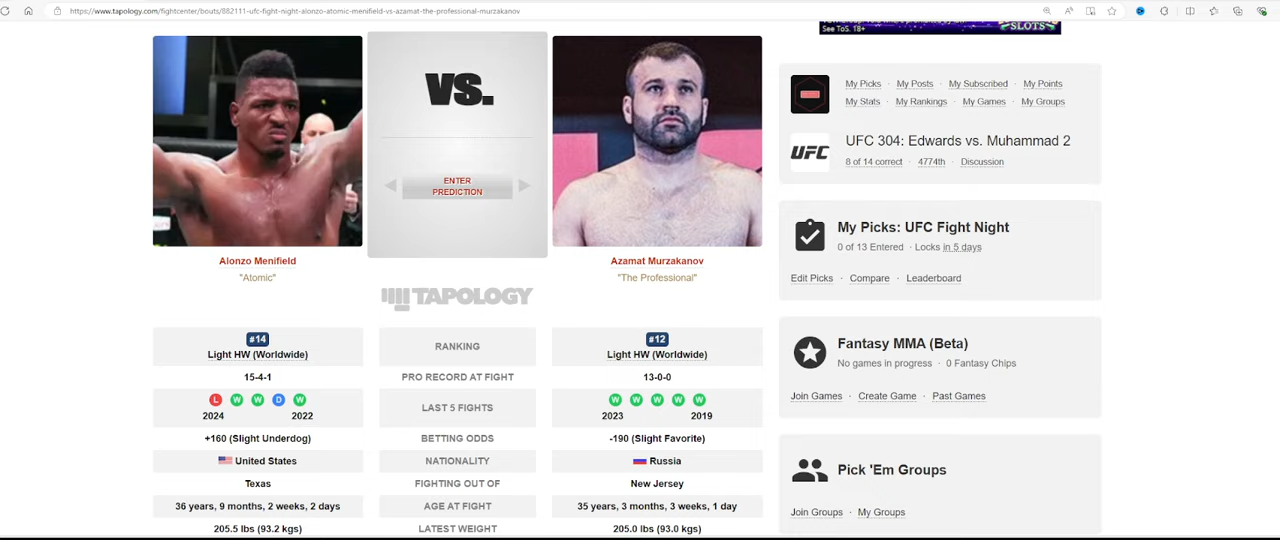 https://www.tapology.com/fightcenter/bouts/882111-ufc-fight-night-alonzo-atomic-menifield-vs-azamat-the-professional-murzakanov
See ToS. 18+
SLOTS
VS.
ENTER
PREDICTION
Alonzo Menifield
"Atomic"
Azamat Murzakanov
"The Professional"
TAPOLOGY
#14
Light HW (Worldwide)
RANKING
#12
Light HW (Worldwide)
15-4-1
PRO RECORD AT FIGHT
13-0-0
L W W D W
2024 2022
LAST 5 FIGHTS
W W W W W
2023 2019
+160 (Slight Underdog)
BETTING ODDS
-190 (Slight Favorite)
United States
NATIONALITY
Russia
Texas
FIGHTING OUT OF
New Jersey
36 years, 9 months, 2 weeks, 2 days
AGE AT FIGHT
35 years, 3 months, 3 weeks, 1 day
205.5 lbs (93.2 kgs)
LATEST WEIGHT
205.0 lbs (93.0 kgs)
My Picks · My Posts · My Subscribed · My Points
My Stats · My Rankings · My Games · My Groups
UFC
UFC 304: Edwards vs. Muhammad 2
8 of 14 correct · 4774th · Discussion
My Picks: UFC Fight Night
0 of 13 Entered · Locks in 5 days
Edit Picks · Compare · Leaderboard
Fantasy MMA (Beta)
No games in progress · 0 Fantasy Chips
Join Games · Create Game · Past Games
Pick 'Em Groups
Join Groups · My Groups